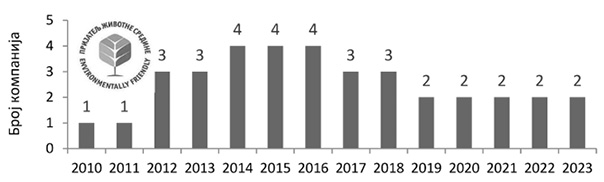 Број компанија
5
4
3
2
1
0
ПРИЗАТЕЉ ЖИВОТНЕ СРЕДИНЕ
ENVIRONMENTALLY FRIENDLY
1 1 3 3 4 4 4 3 3 2 2 2 2 2
2010 2011 2012 2013 2014 2015 2016 2017 2018 2019 2020 2021 2022 2023